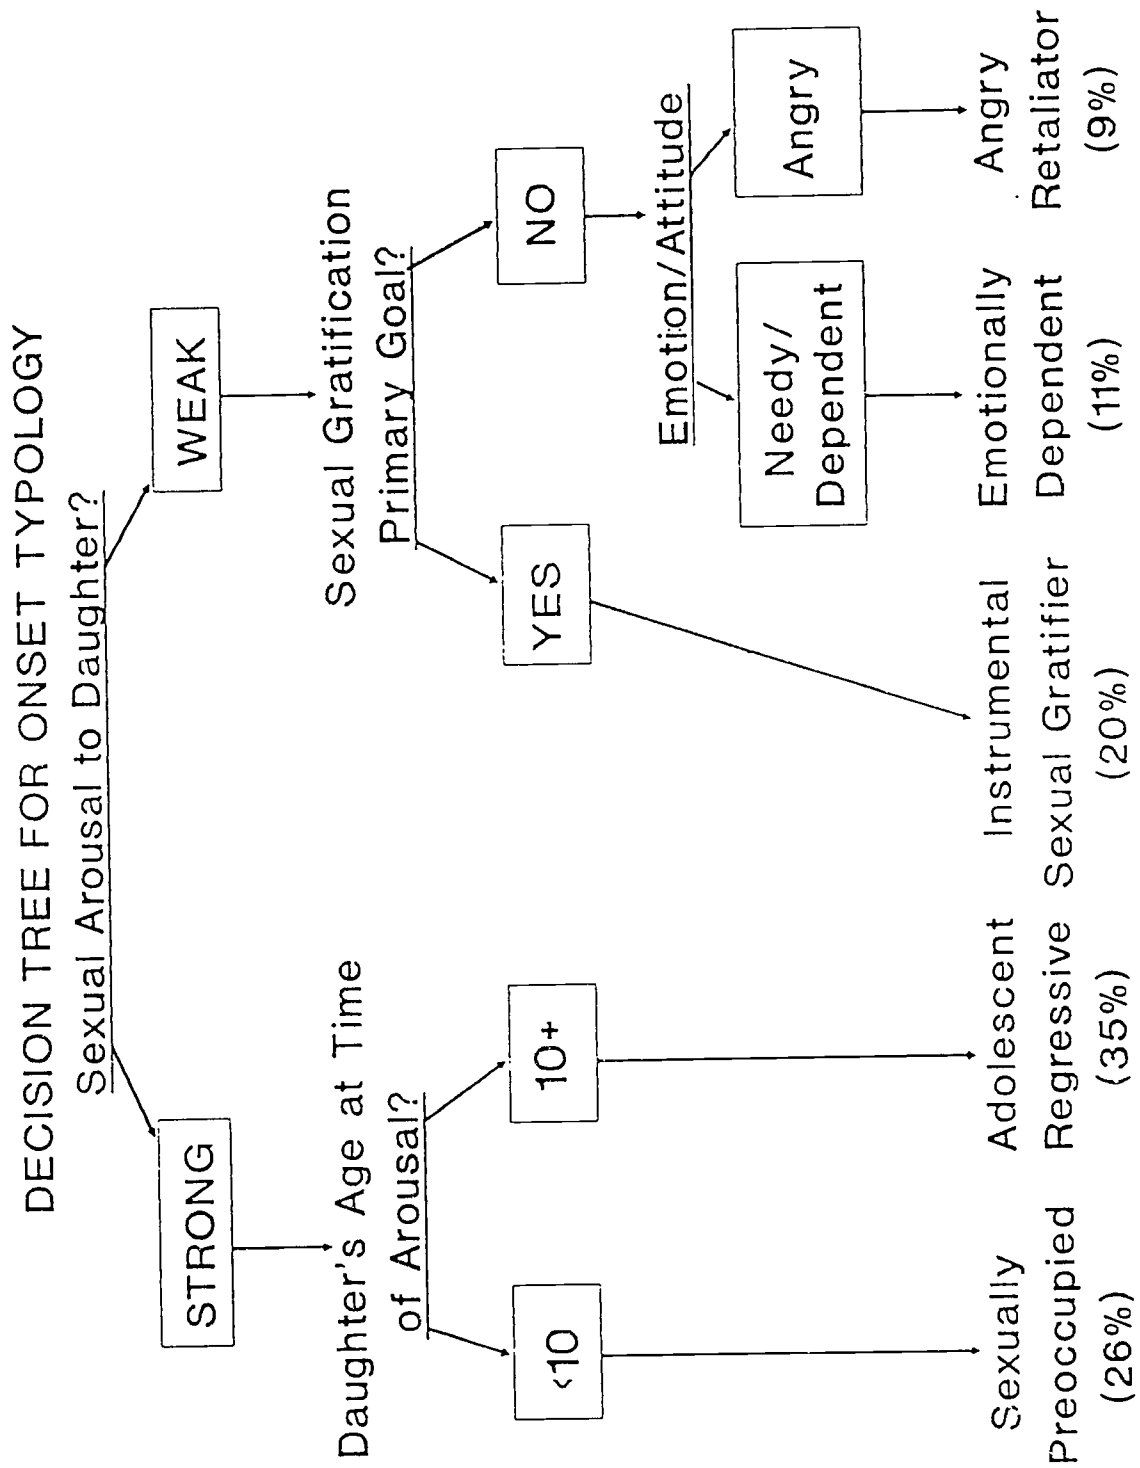 DECISION TREE FOR ONSET TYPOLOGY
Sexual Arousal to Daughter?
STRONG
WEAK
Daughter's Age at Time
of Arousal?
Sexual Gratification
Primary Goal?
<10
10+
YES
NO
Emotion/Attitude
Needy/
Dependent
Angry
Sexually
Preoccupied
(26%)
Adolescent
Regressive
(35%)
Instrumental
Sexual Gratifier
(20%)
Emotionally
Dependent
(11%)
Angry
Retaliator
(9%)